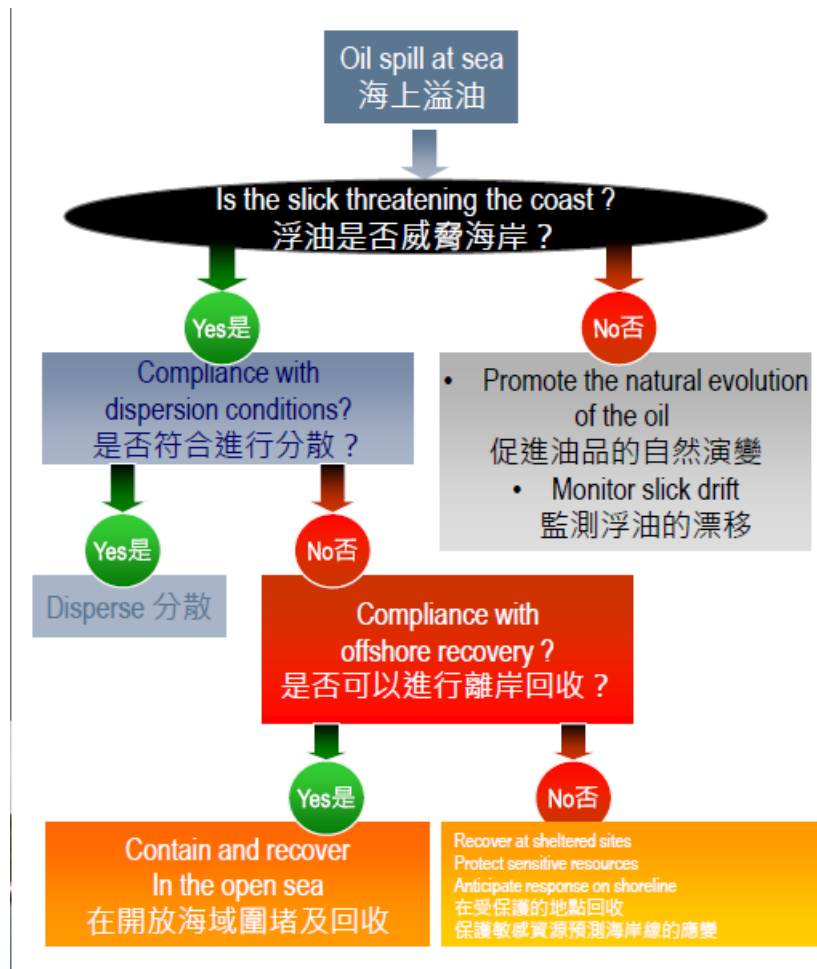 Oil spill at sea
海上溢油
Is the slick threatening the coast ?
浮油是否威脅海岸？
Yes是
No否
Compliance with
dispersion conditions?
是否符合進行分散？
• Promote the natural evolution
of the oil
促進油品的自然演變
• Monitor slick drift
監測浮油的漂移
Yes是
No否
Disperse 分散
Compliance with
offshore recovery ?
是否可以進行離岸回收？
Yes是
No否
Contain and recover
In the open sea
在開放海域圍堵及回收
Recover at sheltered sites
Protect sensitive resources
Anticipate response on shoreline
在受保護的地點回收
保護敏感資源預測海岸線的應變